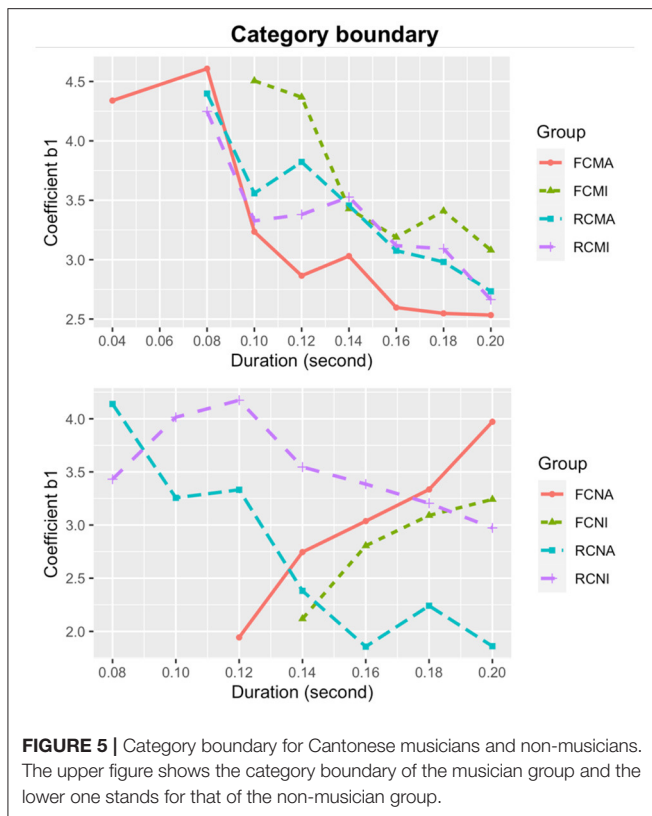 Category boundary
4.5
4.0
3.5
3.0
2.5
Coefficient b1
0.04 0.06 0.08 0.10 0.12 0.14 0.16 0.18 0.20
Duration (second)
Group
FCMA
FCMI
RCMA
RCMI
4.0
3.5
3.0
2.5
2.0
Coefficient b1
0.08 0.10 0.12 0.14 0.16 0.18 0.20
Duration (second)
Group
FCNA
FCNI
RCNA
RCNI
FIGURE 5 | Category boundary for Cantonese musicians and non-musicians.
The upper figure shows the category boundary of the musician group and the
lower one stands for that of the non-musician group.